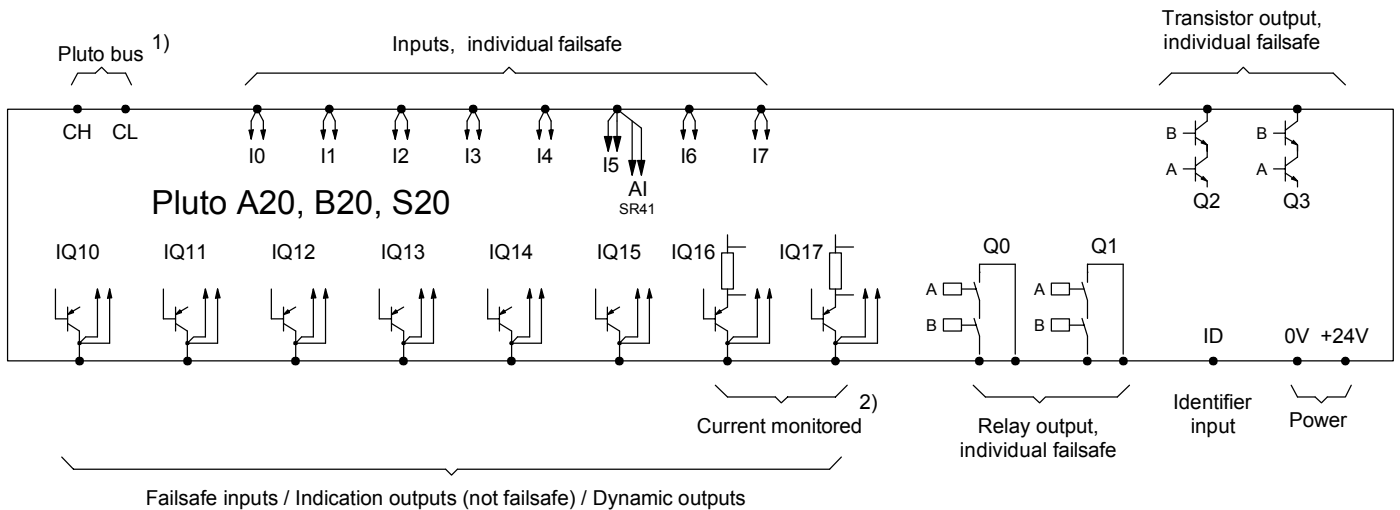 Pluto bus 1)
Inputs, individual failsafe
Transistor output,
individual failsafe
CH CL
I0 I1 I2 I3 I4 I5 I6 I7
AI
SR41
B B
A A
Q2 Q3
Pluto A20, B20, S20
IQ10 IQ11 IQ12 IQ13 IQ14 IQ15 IQ16 IQ17 Q0 Q1
A A
B B
ID 0V +24V
Current monitored 2)
Relay output,
individual failsafe
Identifier
input
Power
Failsafe inputs / Indication outputs (not failsafe) / Dynamic outputs